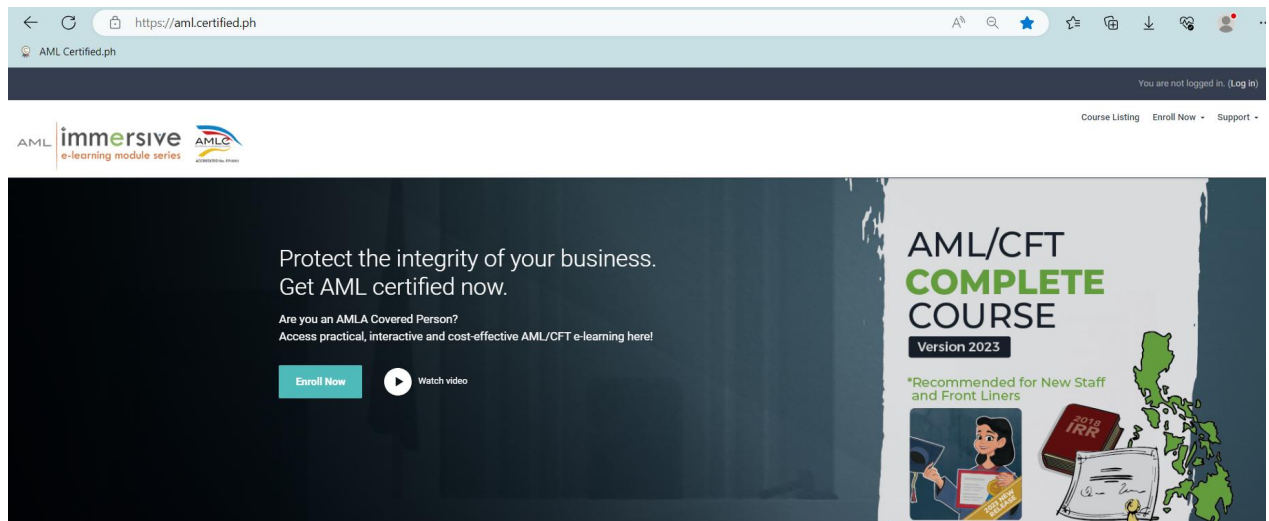 https://aml.certified.ph
AML Certified.ph
You are not logged in. (Log in)
AML immersive
e-learning module series
AMLC
Course Listing Enroll Now Support
Protect the integrity of your business.
Get AML certified now.
Are you an AMLA Covered Person?
Access practical, interactive and cost-effective AML/CFT e-learning here!
Enroll Now
Watch video
AML/CFT
COMPLETE
COURSE
Version 2023
*Recommended for New Staff
and Front Liners
2018
IRR
2023 NEW
RELEASE